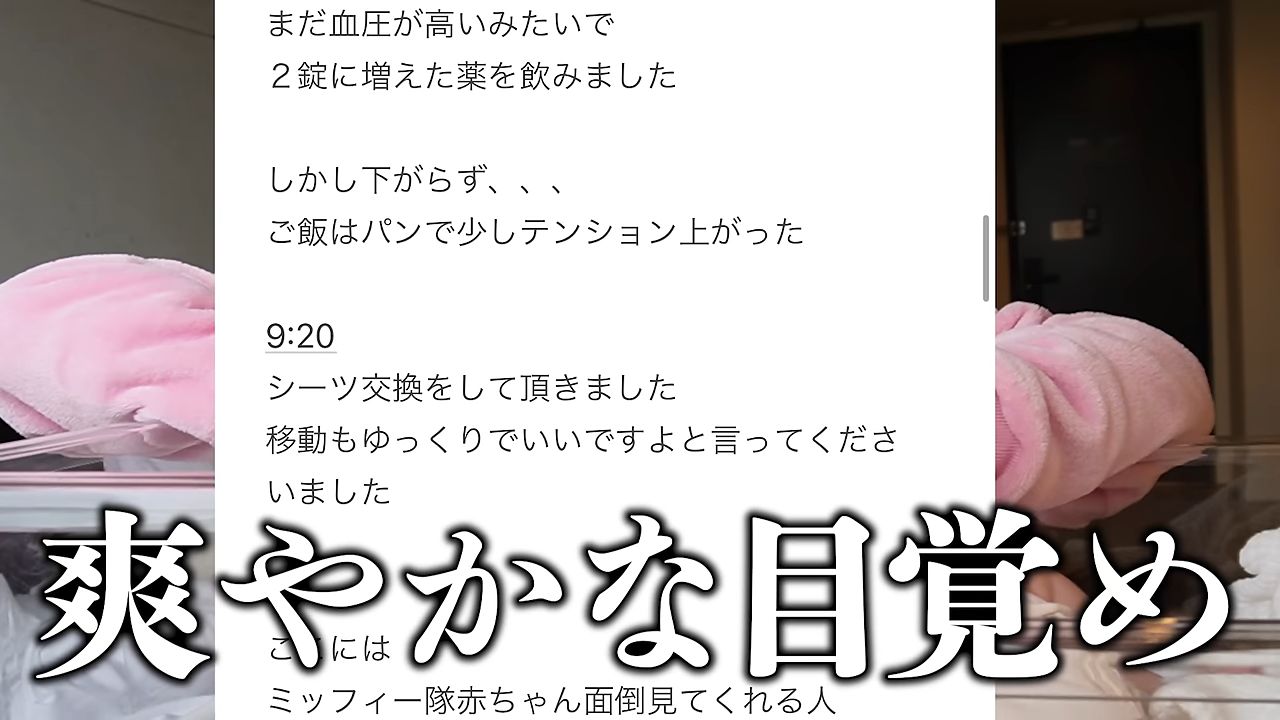 まだ血圧が高いみたいで
２錠に増えた薬を飲みました
しかし下がらず、、、
ご飯はパンで少しテンション上がった
9:20
シーツ交換をして頂きました
移動もゆっくりでいいですよと言ってくださ
いました
爽やかな目覚め
ここには
ミッフィー隊赤ちゃん面倒見てくれる人